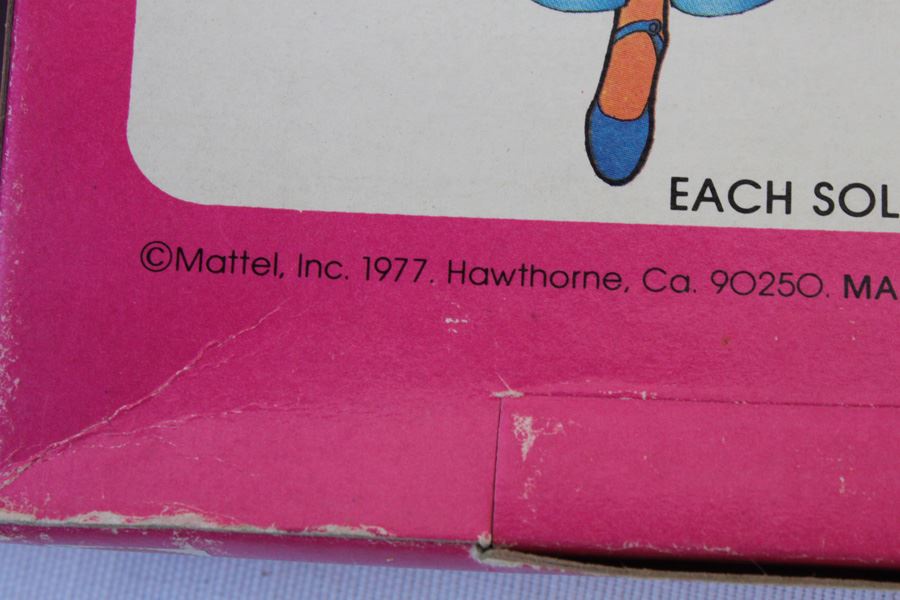 EACH SOL
©Mattel, Inc. 1977. Hawthorne, Ca. 90250. MA